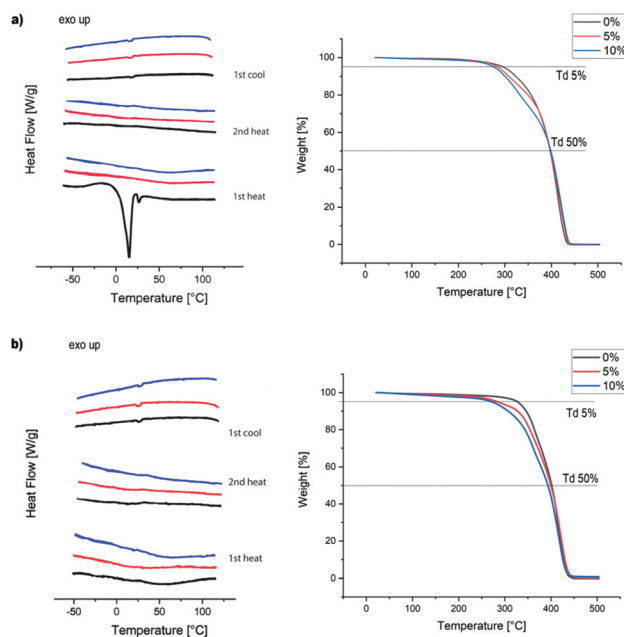 a)
exo up
1st cool
2nd heat
1st heat
Heat Flow [W/g]
-50
0
50
100
Temperature [°C]
0%
5%
10%
Td 5%
Td 50%
Weight [%]
100
80
60
40
20
0
0
100
200
300
400
500
Temperature [°C]
b)
exo up
1st cool
2nd heat
1st heat
Heat Flow [W/g]
-50
0
50
100
Temperature [°C]
0%
5%
10%
Td 5%
Td 50%
Weight [%]
100
80
60
40
20
0
0
100
200
300
400
500
Temperature [°C]